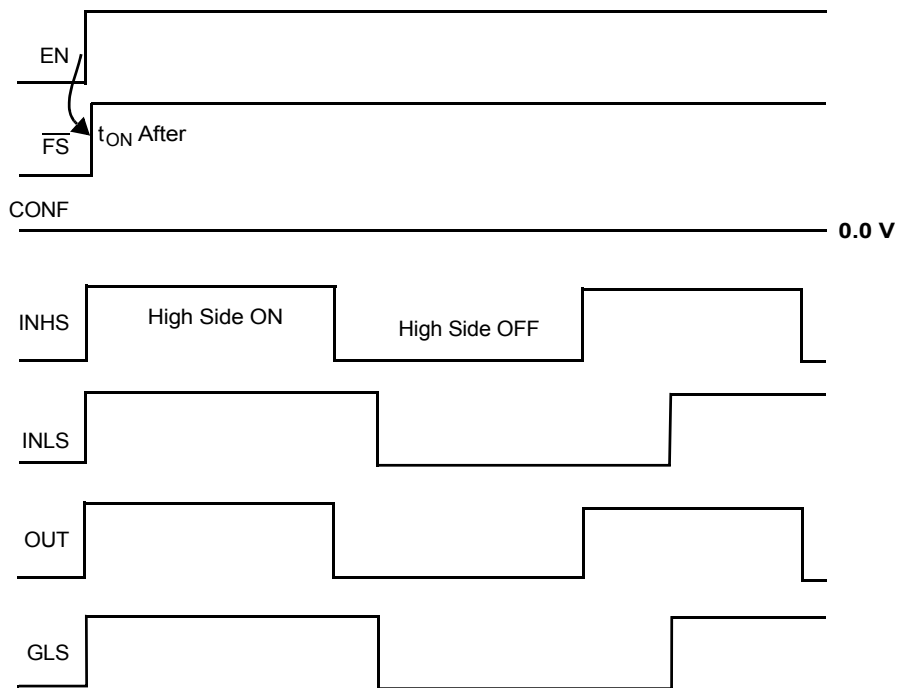 EN
FS
tON After
CONF
0.0 V
INHS
High Side ON
High Side OFF
INLS
OUT
GLS